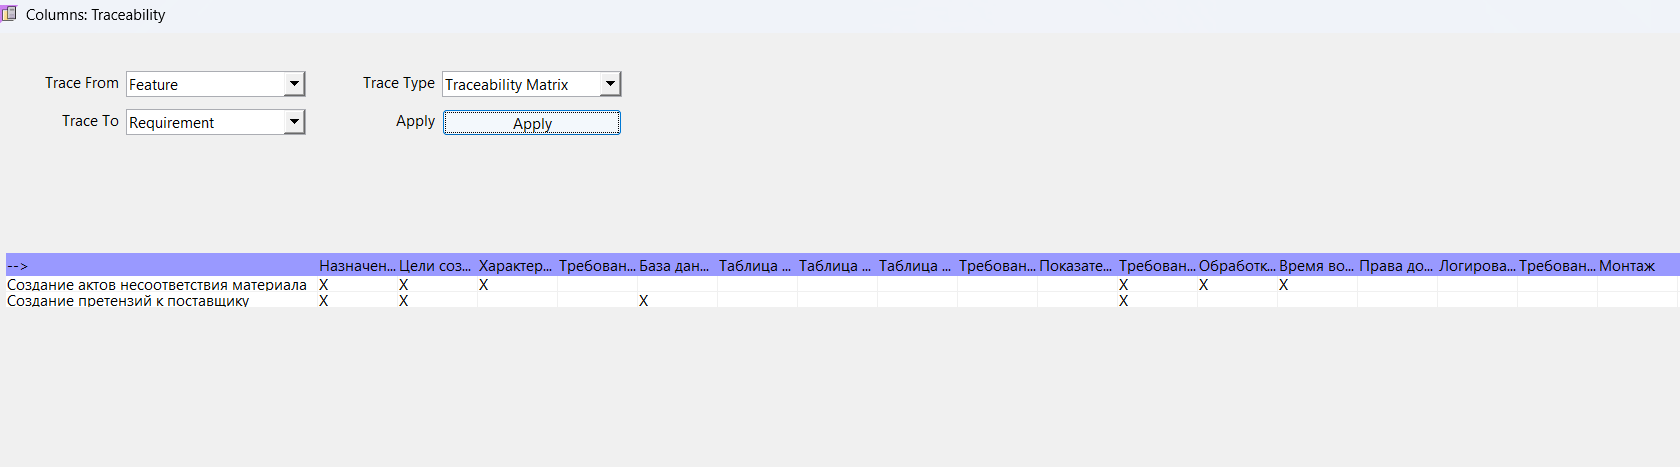 Columns: Traceability
Trace From Feature Trace Type Traceability Matrix
Trace To Requirement Apply Apply
--> Назначен... Цели соз... Характер... Требован... База дан... Таблица ... Таблица ... Таблица ... Требован... Показате... Требован... Обработк... Время во... Права до... Логирова... Требован... Монтаж
Создание актов несоответствия материала X X X X X X
Создание претензий к поставщику X X X X